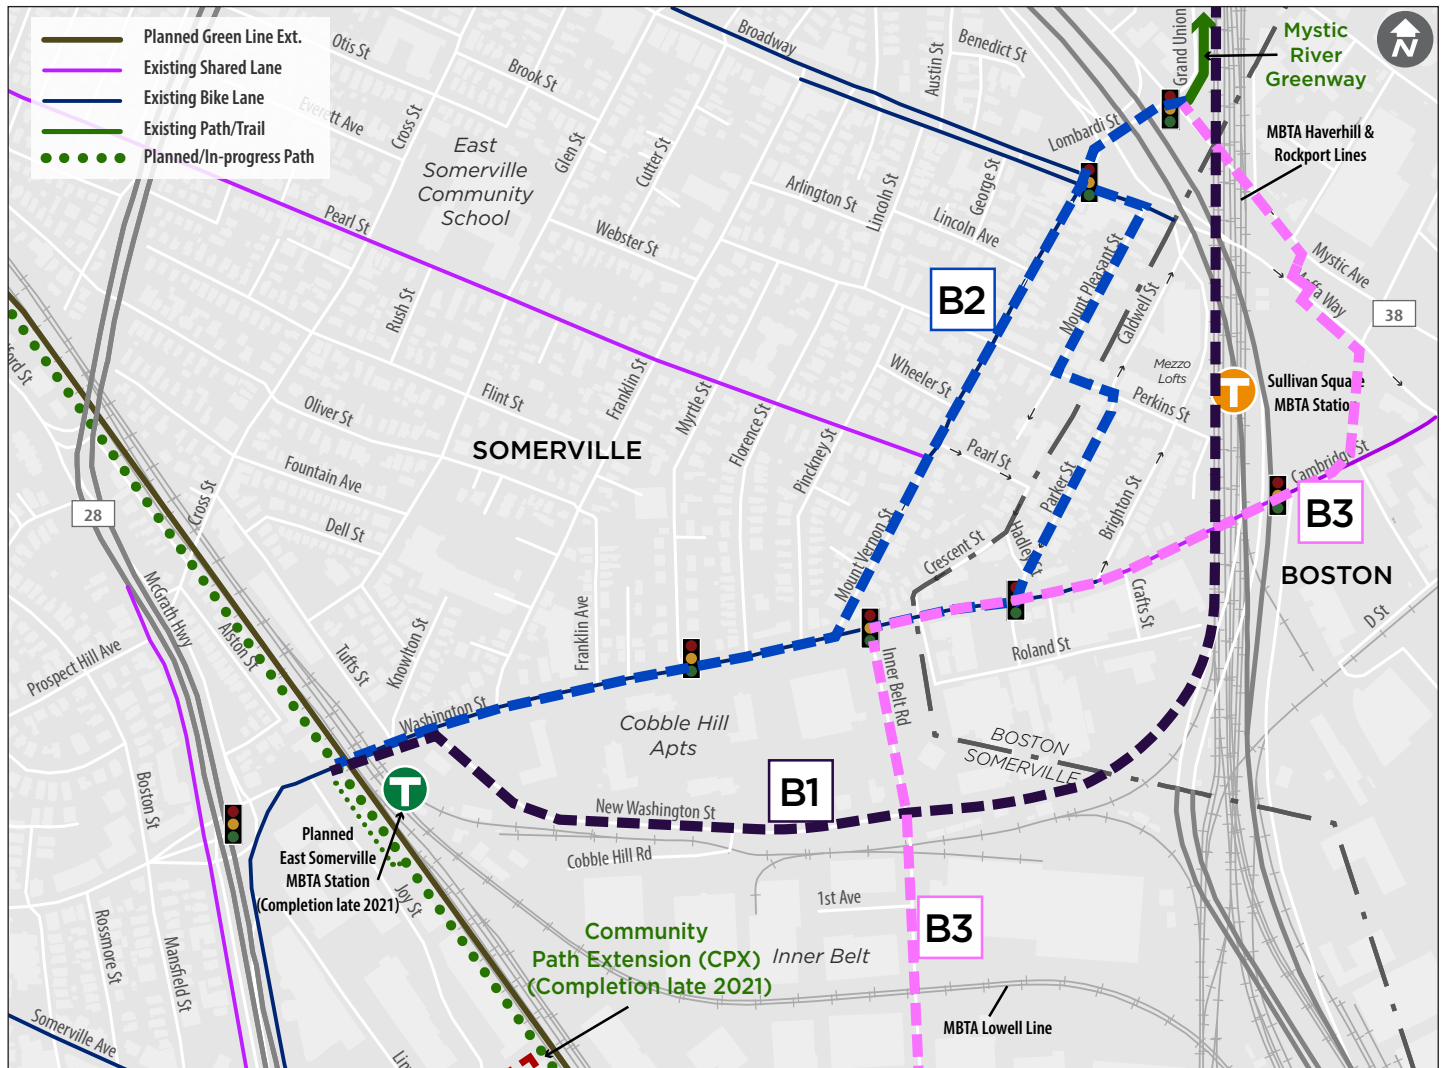 Planned Green Line Ext.
Existing Shared Lane
Existing Bike Lane
Existing Path/Trail
Planned/In-progress Path
Otis St
Everett Ave
Cross St
Brook St
Glen St
Cutter St
East
Somerville
Community
School
Broadway
Austin St
Benedict St
Lombardi St
Grand Union
Mystic
River
Greenway
N
MBTA Haverhill &
Rockport Lines
Arlington St
Lincoln St
George St
Lincoln Ave
Pearl St
Webster St
Rush St
B2
Mount Pleasant St
Caldwell St
Mystic Ave
Moffa Way
38
Mezzo
Lofts
T
Sullivan Square
MBTA Station
Perkins St
Wheeler St
Franklin St
Myrtle St
Florence St
Pinckney St
Flint St
Oliver St
SOMERVILLE
Fountain Ave
Dell St
Cross St
28
Pearl St
Parker St
Brighton St
Cambridge St
B3
BOSTON
Mount Vernon St
Crescent St
Hadley St
Crafts St
D St
Roland St
McGrath Hwy
Alston St
Tufts St
Knowlton St
Franklin Ave
Prospect Hill Ave
Washington St
Cobble Hill
Apts
Inner Belt Rd
BOSTON
SOMERVILLE
B1
T
New Washington St
Cobble Hill Rd
Boston St
Planned
East Somerville
MBTA Station
(Completion late 2021)
Joy St
1st Ave
B3
Inner Belt
Rossmore St
Mansfield St
Community
Path Extension (CPX)
(Completion late 2021)
MBTA Lowell Line
Somerville Ave